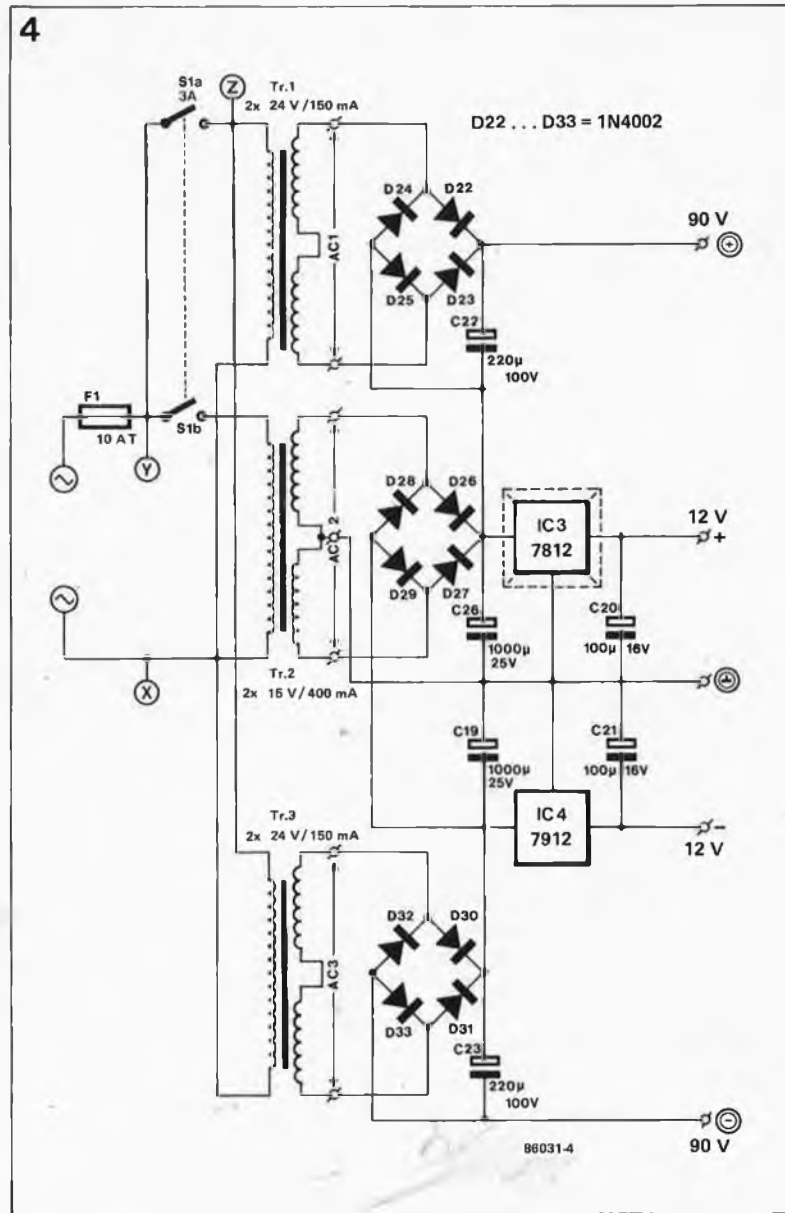 4
S1a
3A
Z
Tr.1
2x 24 V/150 mA
D22 . . . D33 = 1N4002
D24
D22
AC1
D25
D23
90 V
+
C22
220µ
100V
F1
10 AT
S1b
Y
D28
D26
AC 2
D29
D27
IC3
7812
12 V
+
C26
1000µ
25V
C20
100µ 16V
X
Tr.2
2x 15 V/400 mA
C19
1000µ
25V
C21
100µ 16V
IC4
7912
−
12 V
Tr.3
2x 24 V/150 mA
D32
D30
AC3
D33
D31
C23
220µ
100V
−
90 V
86031-4